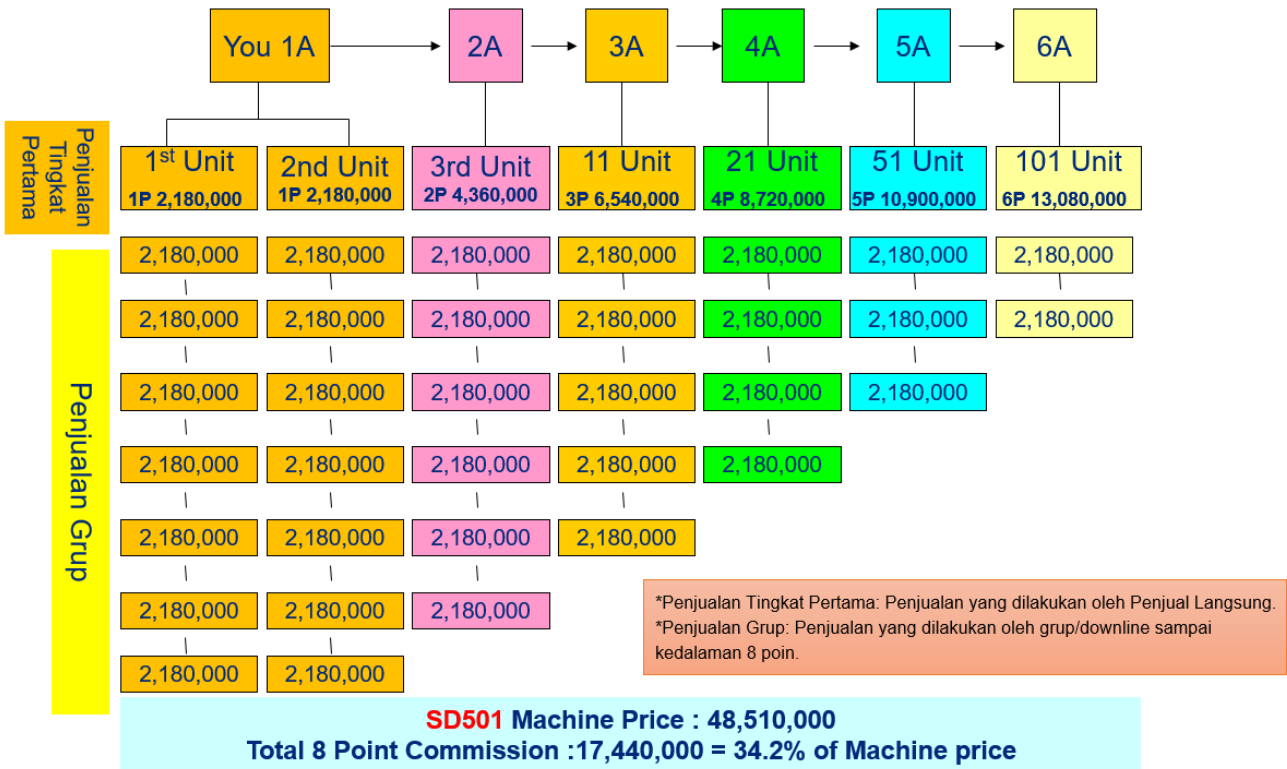 You 1A
2A
3A
4A
5A
6A
Penjualan
Tingkat
Pertama
1st Unit
1P 2,180,000
2nd Unit
1P 2,180,000
3rd Unit
2P 4,360,000
11 Unit
3P 6,540,000
21 Unit
4P 8,720,000
51 Unit
5P 10,900,000
101 Unit
6P 13,080,000
Penjualan Grup
2,180,000 2,180,000 2,180,000 2,180,000 2,180,000 2,180,000 2,180,000
2,180,000 2,180,000 2,180,000 2,180,000 2,180,000 2,180,000 2,180,000
2,180,000 2,180,000 2,180,000 2,180,000 2,180,000 2,180,000
2,180,000 2,180,000 2,180,000 2,180,000 2,180,000
2,180,000 2,180,000 2,180,000 2,180,000
2,180,000 2,180,000 2,180,000
2,180,000 2,180,000
*Penjualan Tingkat Pertama: Penjualan yang dilakukan oleh Penjual Langsung.
*Penjualan Grup: Penjualan yang dilakukan oleh grup/downline sampai
kedalaman 8 poin.
SD501 Machine Price : 48,510,000
Total 8 Point Commission :17,440,000 = 34.2% of Machine price